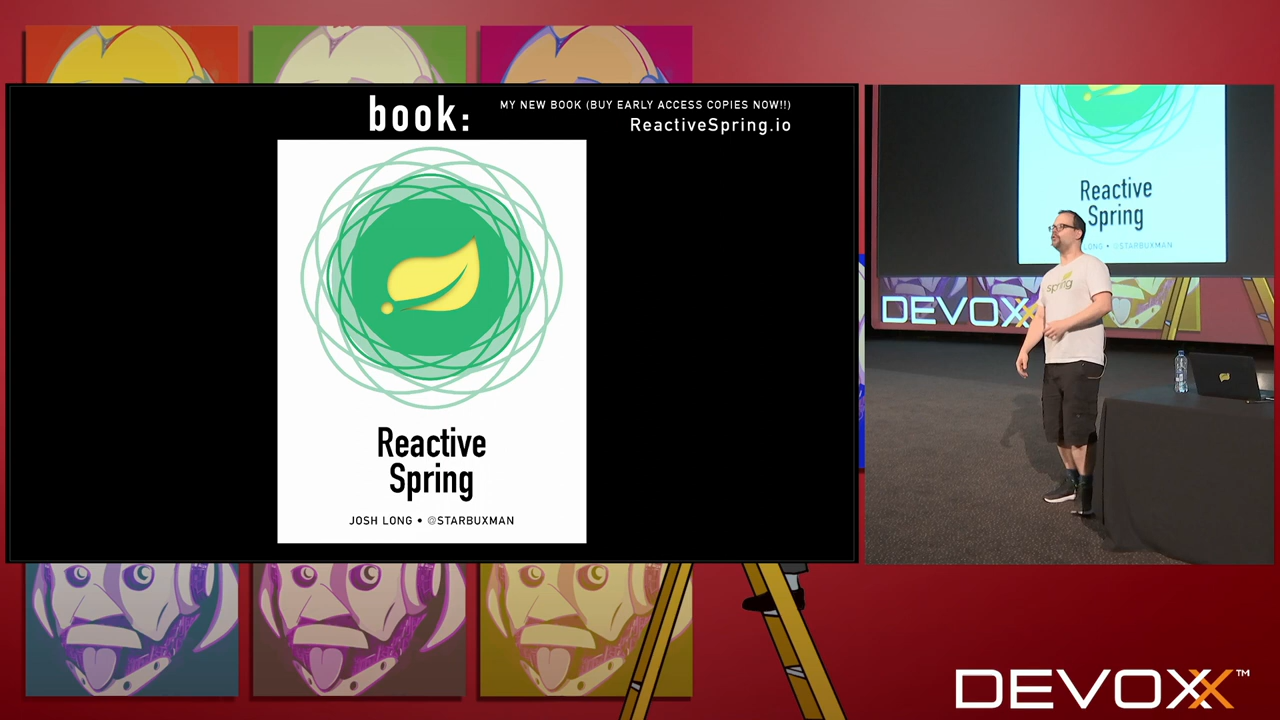 book:
MY NEW BOOK (BUY EARLY ACCESS COPIES NOW!!)
ReactiveSpring.io
Reactive
Spring
JOSH LONG • @STARBUXMAN
Reactive
Spring
LONG • @STARBUXMAN
spring
DEVOXX
DEVOXX™